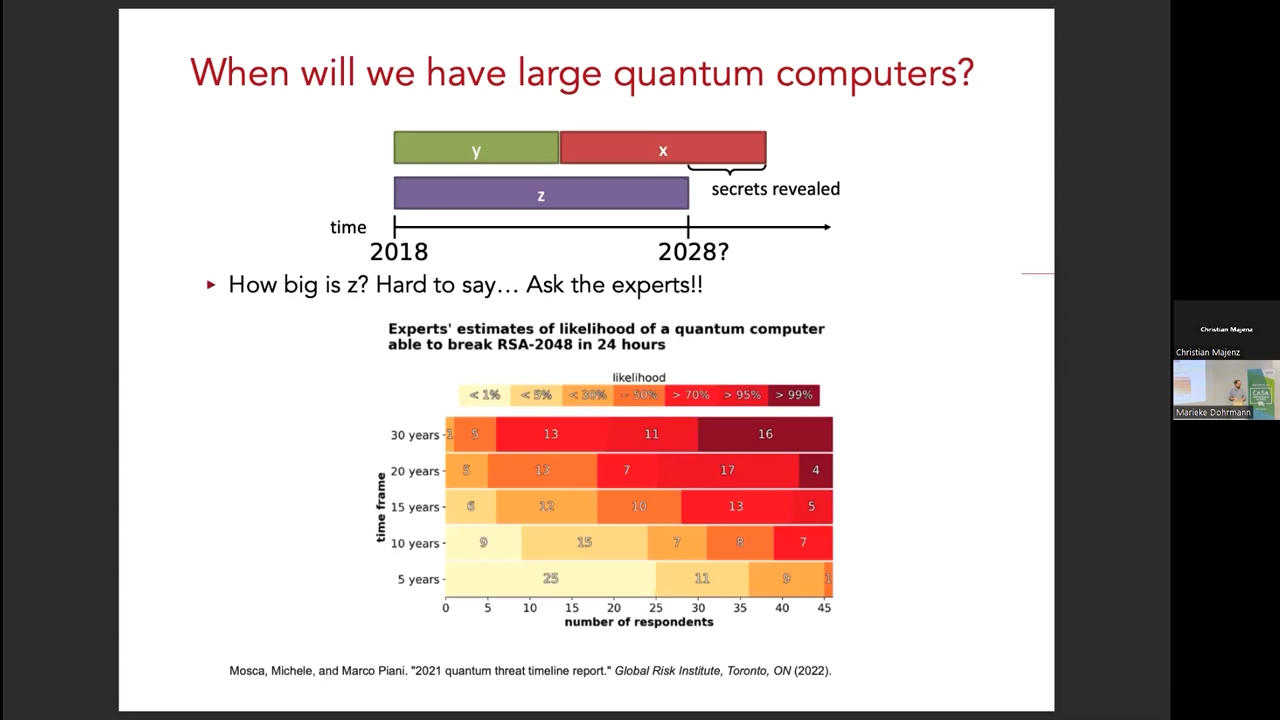 When will we have large quantum computers?
y
x
z
secrets revealed
time
2018
2028?
How big is z? Hard to say… Ask the experts!!
Experts' estimates of likelihood of a quantum computer
able to break RSA-2048 in 24 hours
likelihood
< 1% < 5% < 30% ~ 50% > 70% > 95% > 99%
30 years 1 5 13 11 16
20 years 5 13 7 17 4
15 years 6 12 10 13 5
10 years 9 15 7 8 7
5 years 25 11 9 1
time frame
0 5 10 15 20 25 30 35 40 45
number of respondents
Mosca, Michele, and Marco Piani. "2021 quantum threat timeline report." Global Risk Institute, Toronto, ON (2022).
Christian Majenz
Christian Majenz
CASA
Marieke Dohrmann